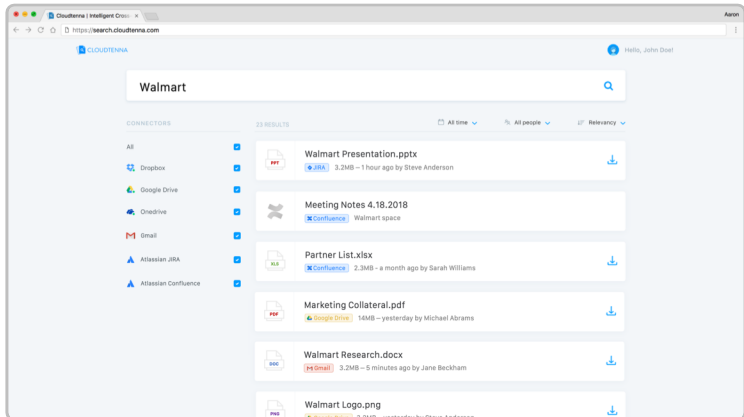 Cloudtenna | Intelligent Cross
Aaron
https://search.cloudtenna.com
CLOUDTENNA
Hello, John Doe!
Walmart
CONNECTORS
23 RESULTS
All time
All people
Relevancy
All
Dropbox
Google Drive
Onedrive
Gmail
Atlassian JIRA
Atlassian Confluence
PPT
Walmart Presentation.pptx
JIRA 3.2MB – 1 hour ago by Steve Anderson
Meeting Notes 4.18.2018
Confluence Walmart space
XLS
Partner List.xlsx
Confluence 2.3MB – a month ago by Sarah Williams
PDF
Marketing Collateral.pdf
Google Drive 14MB – yesterday by Michael Abrams
DOC
Walmart Research.docx
Gmail 3.2MB – 5 minutes ago by Jane Beckham
PNG
Walmart Logo.png